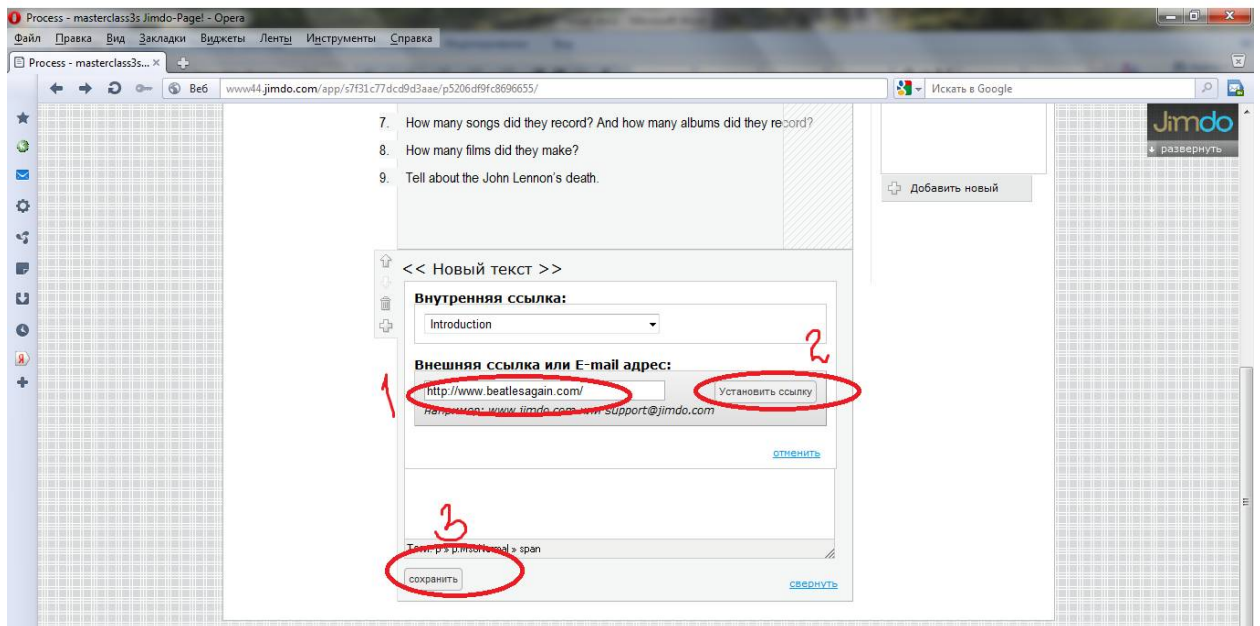 Process - masterclass3s Jimdo-Page! - Opera
Файл Правка Вид Закладки Виджеты Ленты Инструменты Справка
Process - masterclass3s...
Веб www44.jimdo.com/app/s7f31c77dcd9d3aae/p5206df9fc8696655/ Искать в Google
7. How many songs did they record? And how many albums did they record?
8. How many films did they make?
9. Tell about the John Lennon's death.
Jimdo
развернуть
Добавить новый
<< Новый текст >>
Внутренняя ссылка:
Introduction
2
Внешняя ссылка или E-mail адрес:
1
http://www.beatlesagain.com/ Установить ссылку
Например: www.jimdo.com или support@jimdo.com
отменить
3
p » p.MsoNormal » span
сохранить свернуть